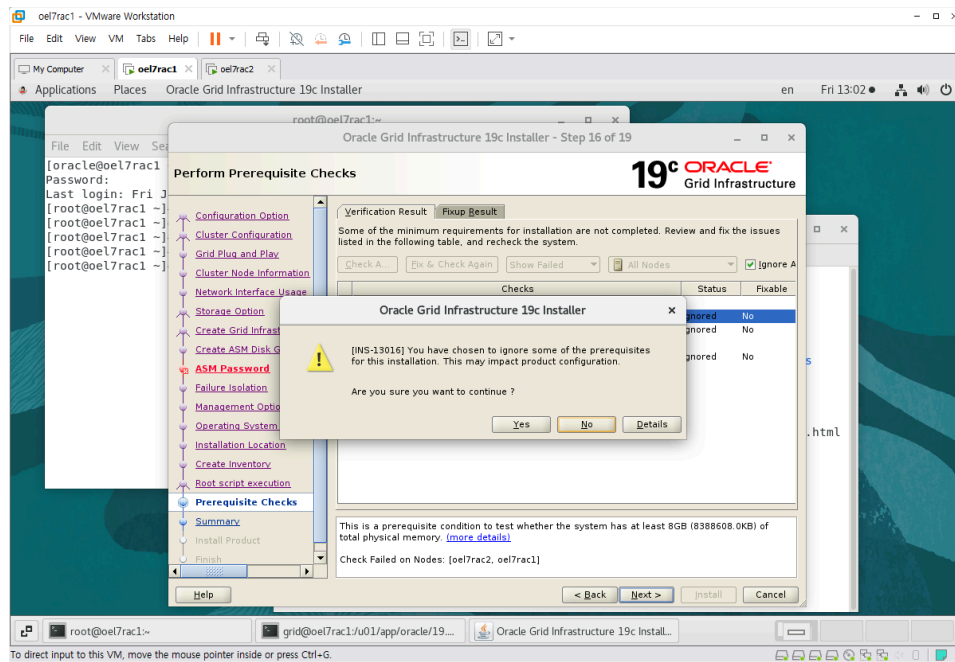 oel7rac1 - VMware Workstation
File Edit View VM Tabs Help
My Computer oel7rac1 oel7rac2
Applications Places Oracle Grid Infrastructure 19c Installer en Fri 13:02
root@oel7rac1:~
File Edit View Sea
[oracle@oel7rac1
Password:
Last login: Fri J
[root@oel7rac1 ~]
[root@oel7rac1 ~]
[root@oel7rac1 ~]
[root@oel7rac1 ~]
Oracle Grid Infrastructure 19c Installer - Step 16 of 19
Perform Prerequisite Checks
19c ORACLE
Grid Infrastructure
Configuration Option
Cluster Configuration
Grid Plug and Play
Cluster Node Information
Network Interface Usage
Storage Option
Create Grid Infrast
Create ASM Disk G
ASM Password
Failure Isolation
Management Optio
Operating System
Installation Location
Create Inventory
Root script execution
Prerequisite Checks
Summary
Install Product
Finish
Verification Result Fixup Result
Some of the minimum requirements for installation are not completed. Review and fix the issues
listed in the following table, and recheck the system.
Check A... Fix & Check Again Show Failed All Nodes Ignore A
Checks Status Fixable
gnored No
gnored No
gnored No
Oracle Grid Infrastructure 19c Installer
[INS-13016] You have chosen to ignore some of the prerequisites
for this installation. This may impact product configuration.
Are you sure you want to continue ?
Yes No Details
s
.html
This is a prerequisite condition to test whether the system has at least 8GB (8388608.0KB) of
total physical memory. (more details)
Check Failed on Nodes: [oel7rac2, oel7rac1]
Help < Back Next > Install Cancel
root@oel7rac1:~ grid@oel7rac1:/u01/app/oracle/19.... Oracle Grid Infrastructure 19c Install...
To direct input to this VM, move the mouse pointer inside or press Ctrl+G.